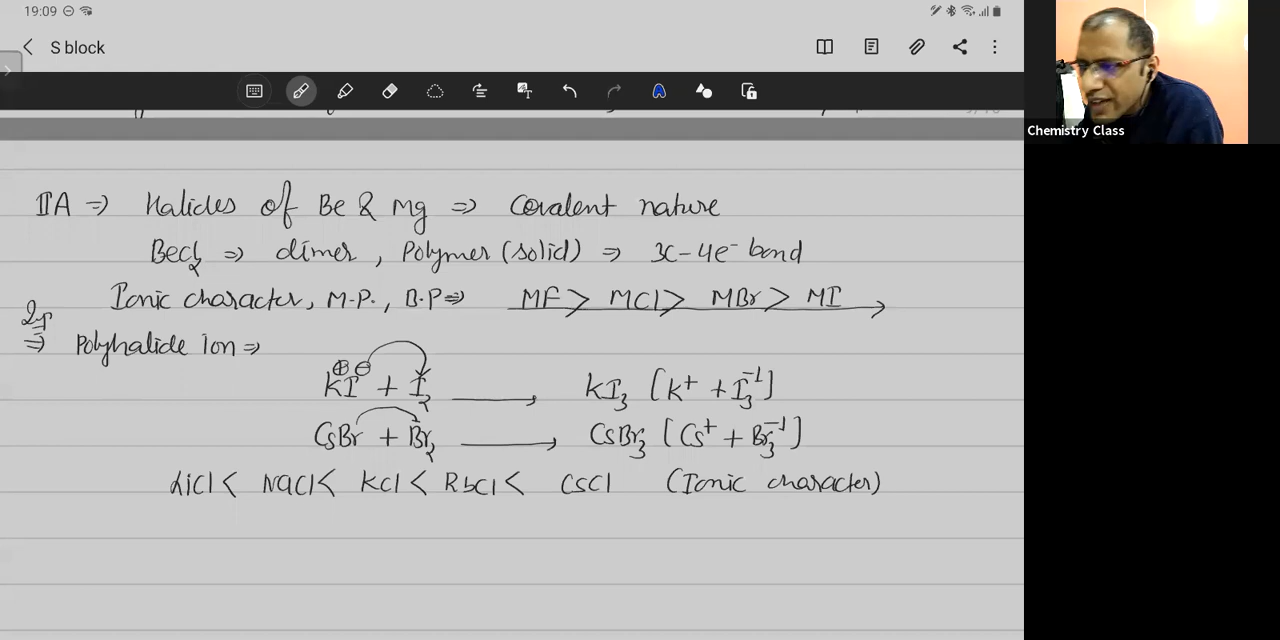 19:09
S block
Chemistry Class
IIA ⇒ Halides of Be & Mg ⇒ Covalent nature
BeCl₂ ⇒ dimer, Polymer (solid) ⇒ 3C-4e⁻ bond
Ionic character, M.P., B.P ⇒ MF > MCl > MBr > MI
Imp
⇒ Polyhalide Ion ⇒
⊕ ⊖
KI + I₂ → KI₃ [K⁺ + I₃⁻¹]
CsBr + Br₂ → CsBr₃ [Cs⁺ + Br₃⁻¹]
LiCl < NaCl < KCl < RbCl < CsCl (Ionic character)